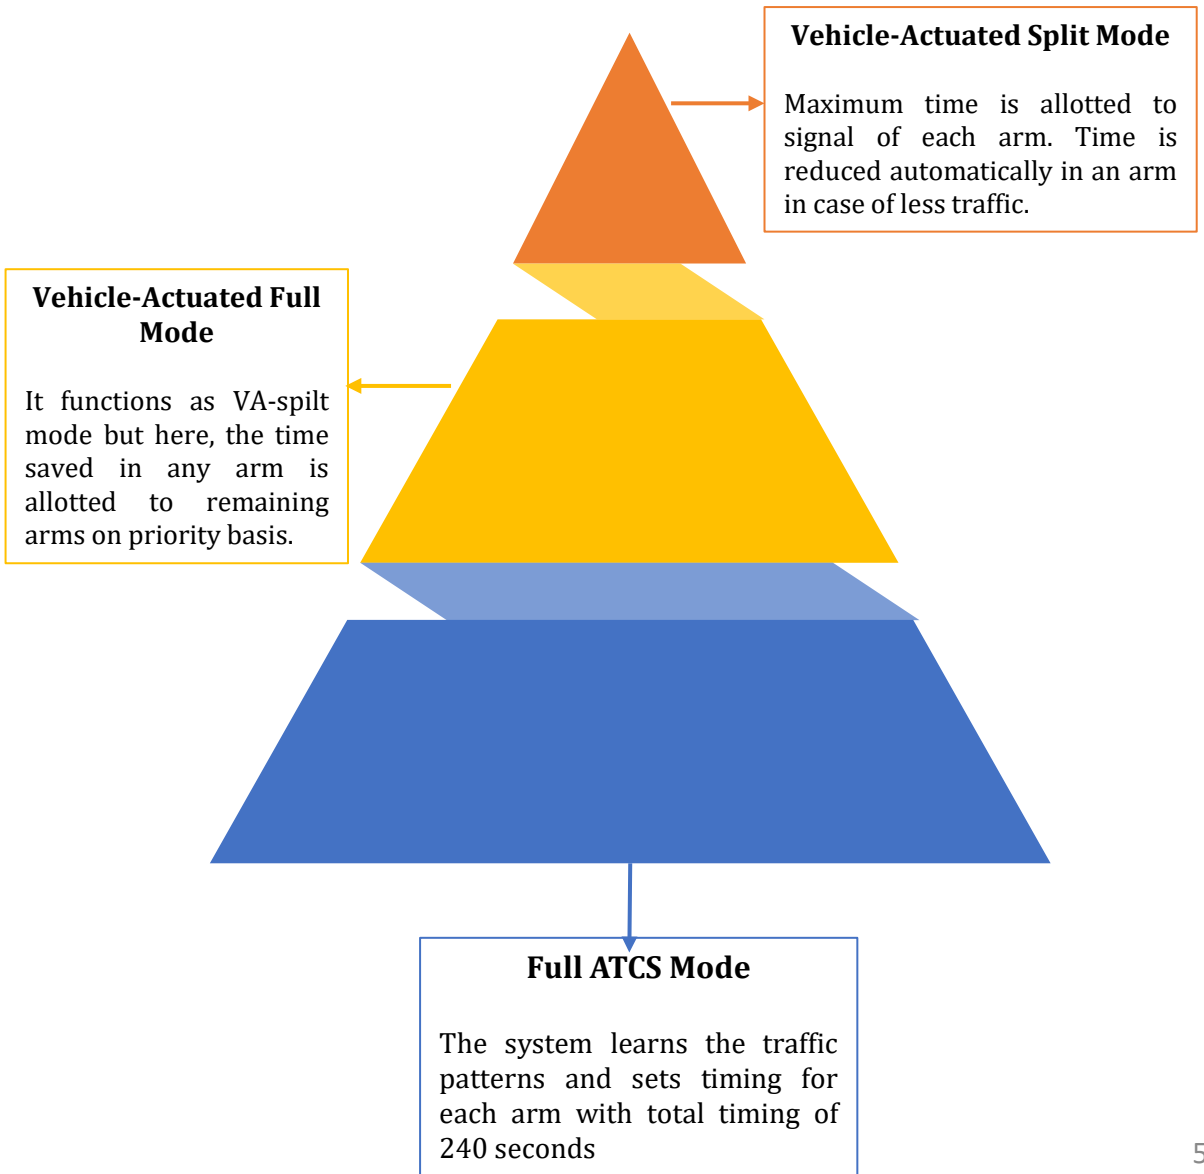 Vehicle-Actuated Split Mode
Maximum time is allotted to
signal of each arm. Time is
reduced automatically in an arm
in case of less traffic.
Vehicle-Actuated Full
Mode
It functions as VA-spilt
mode but here, the time
saved in any arm is
allotted to remaining
arms on priority basis.
Full ATCS Mode
The system learns the traffic
patterns and sets timing for
each arm with total timing of
240 seconds
5